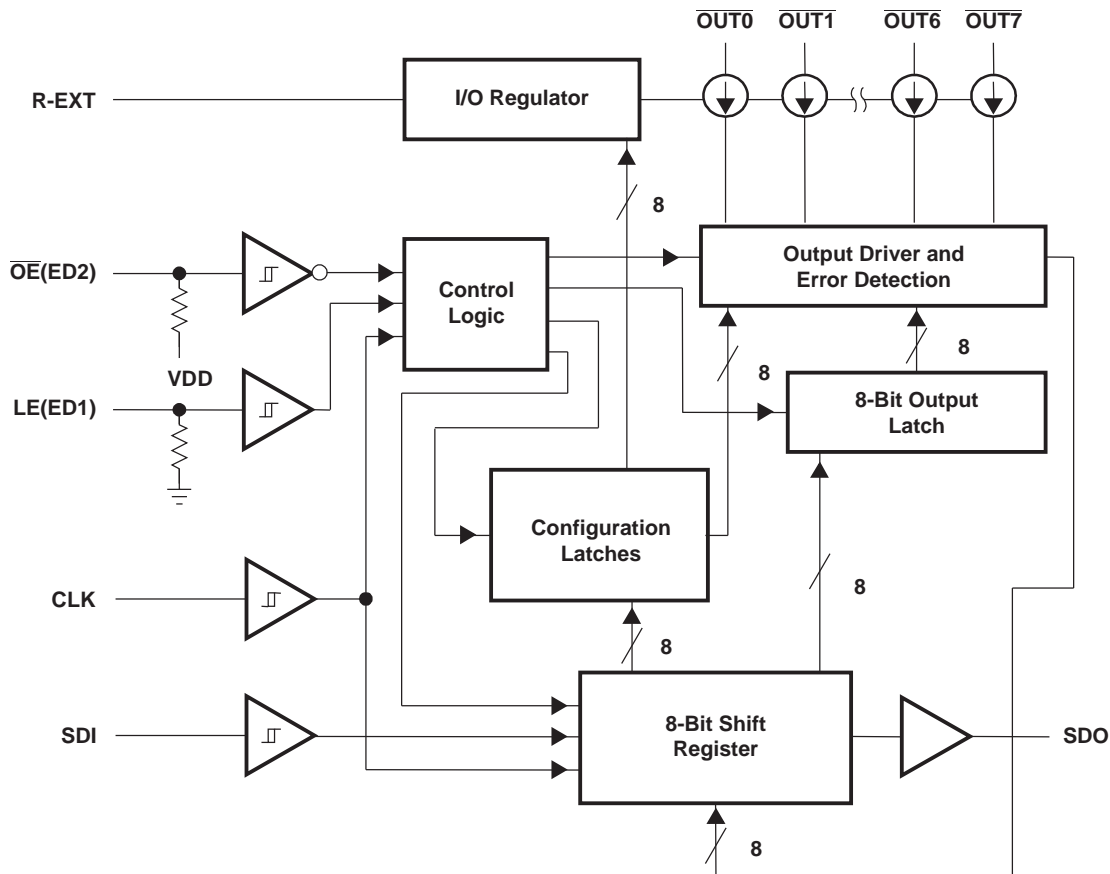 OUT0 OUT1 OUT6 OUT7
R-EXT
I/O Regulator
8
OE(ED2)
Control
Logic
Output Driver and
Error Detection
VDD
8
8
LE(ED1)
8-Bit Output
Latch
Configuration
Latches
CLK
8
8
SDI
8-Bit Shift
Register
SDO
8